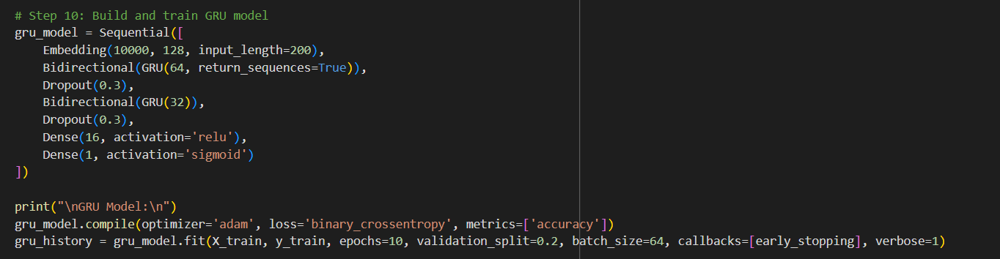 # Step 10: Build and train GRU model
gru_model = Sequential([
    Embedding(10000, 128, input_length=200),
    Bidirectional(GRU(64, return_sequences=True)),
    Dropout(0.3),
    Bidirectional(GRU(32)),
    Dropout(0.3),
    Dense(16, activation='relu'),
    Dense(1, activation='sigmoid')
])

print("\nGRU Model:\n")
gru_model.compile(optimizer='adam', loss='binary_crossentropy', metrics=['accuracy'])
gru_history = gru_model.fit(X_train, y_train, epochs=10, validation_split=0.2, batch_size=64, callbacks=[early_stopping], verbose=1)